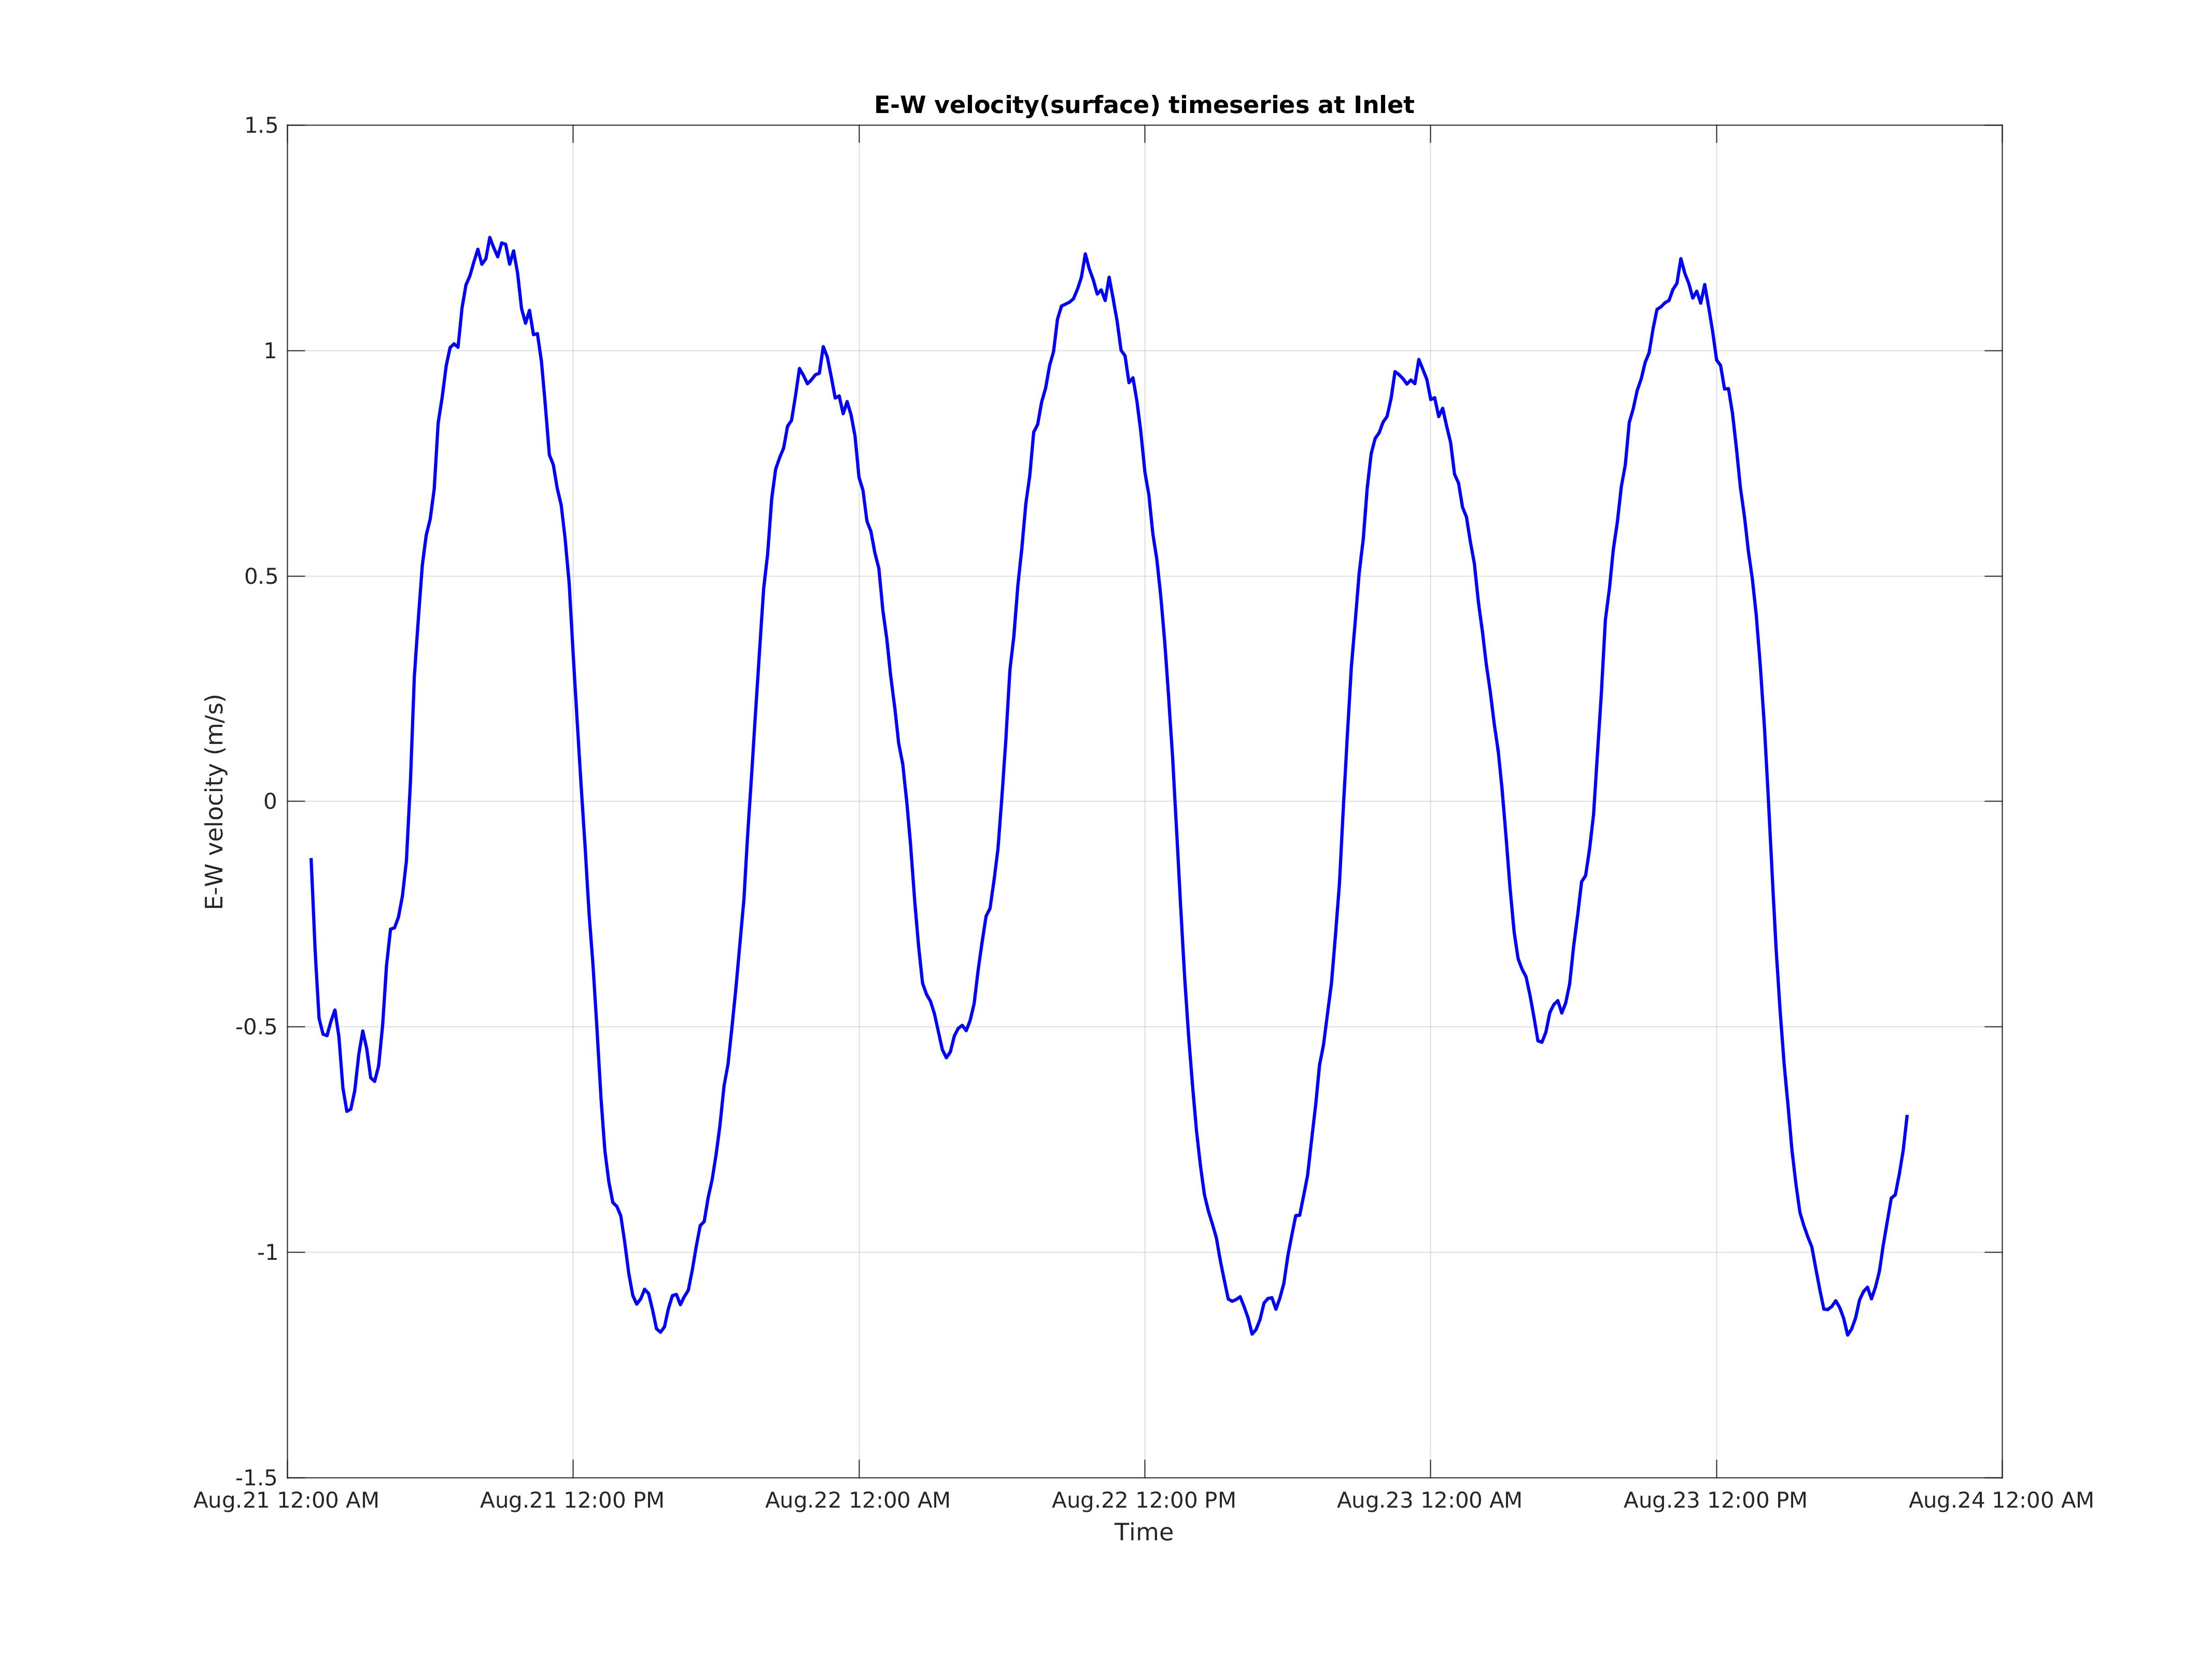 E-W velocity(surface) timeseries at Inlet
1.5
1
0.5
0
-0.5
-1
-1.5
E-W velocity (m/s)
Aug.21 12:00 AM
Aug.21 12:00 PM
Aug.22 12:00 AM
Aug.22 12:00 PM
Aug.23 12:00 AM
Aug.23 12:00 PM
Aug.24 12:00 AM
Time